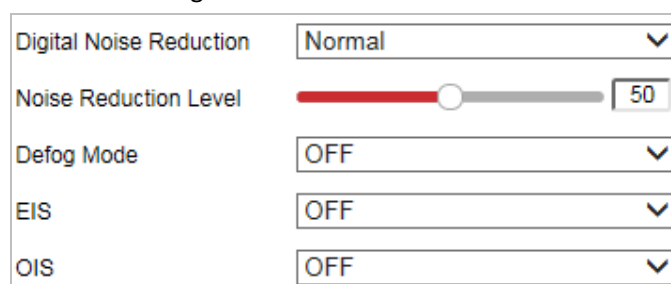 Digital Noise Reduction Normal
Noise Reduction Level 50
Defog Mode OFF
EIS OFF
OIS OFF